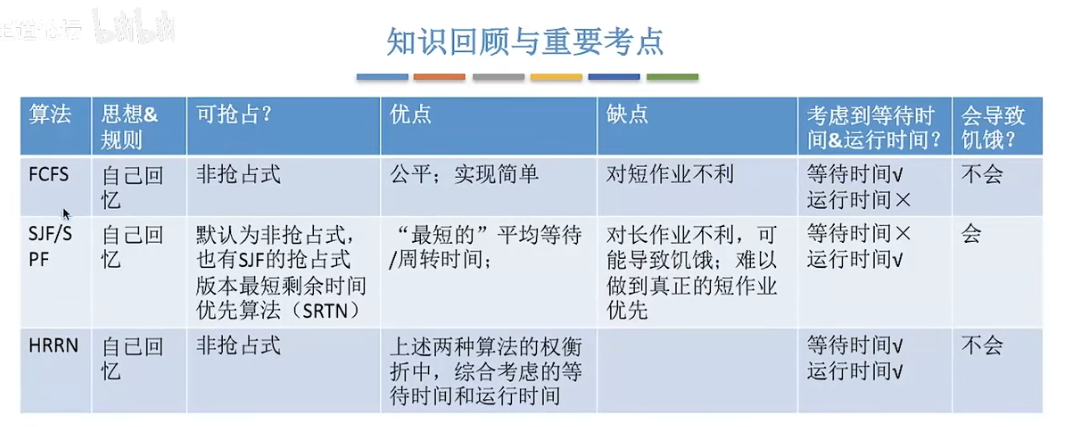 bilibili
知识回顾与重要考点
算法
思想&
规则
可抢占？
优点
缺点
考虑到等待时
间&运行时间？
会导致
饥饿？
FCFS
自己回
忆
非抢占式
公平；实现简单
对短作业不利
等待时间√
运行时间×
不会
SJF/S
PF
自己回
忆
默认为非抢占式，
也有SJF的抢占式
版本最短剩余时间
优先算法（SRTN）
“最短的”平均等待
/周转时间；
对长作业不利，可
能导致饥饿；难以
做到真正的短作业
优先
等待时间×
运行时间√
会
HRRN
自己回
忆
非抢占式
上述两种算法的权衡
折中，综合考虑的等
待时间和运行时间
等待时间√
运行时间√
不会